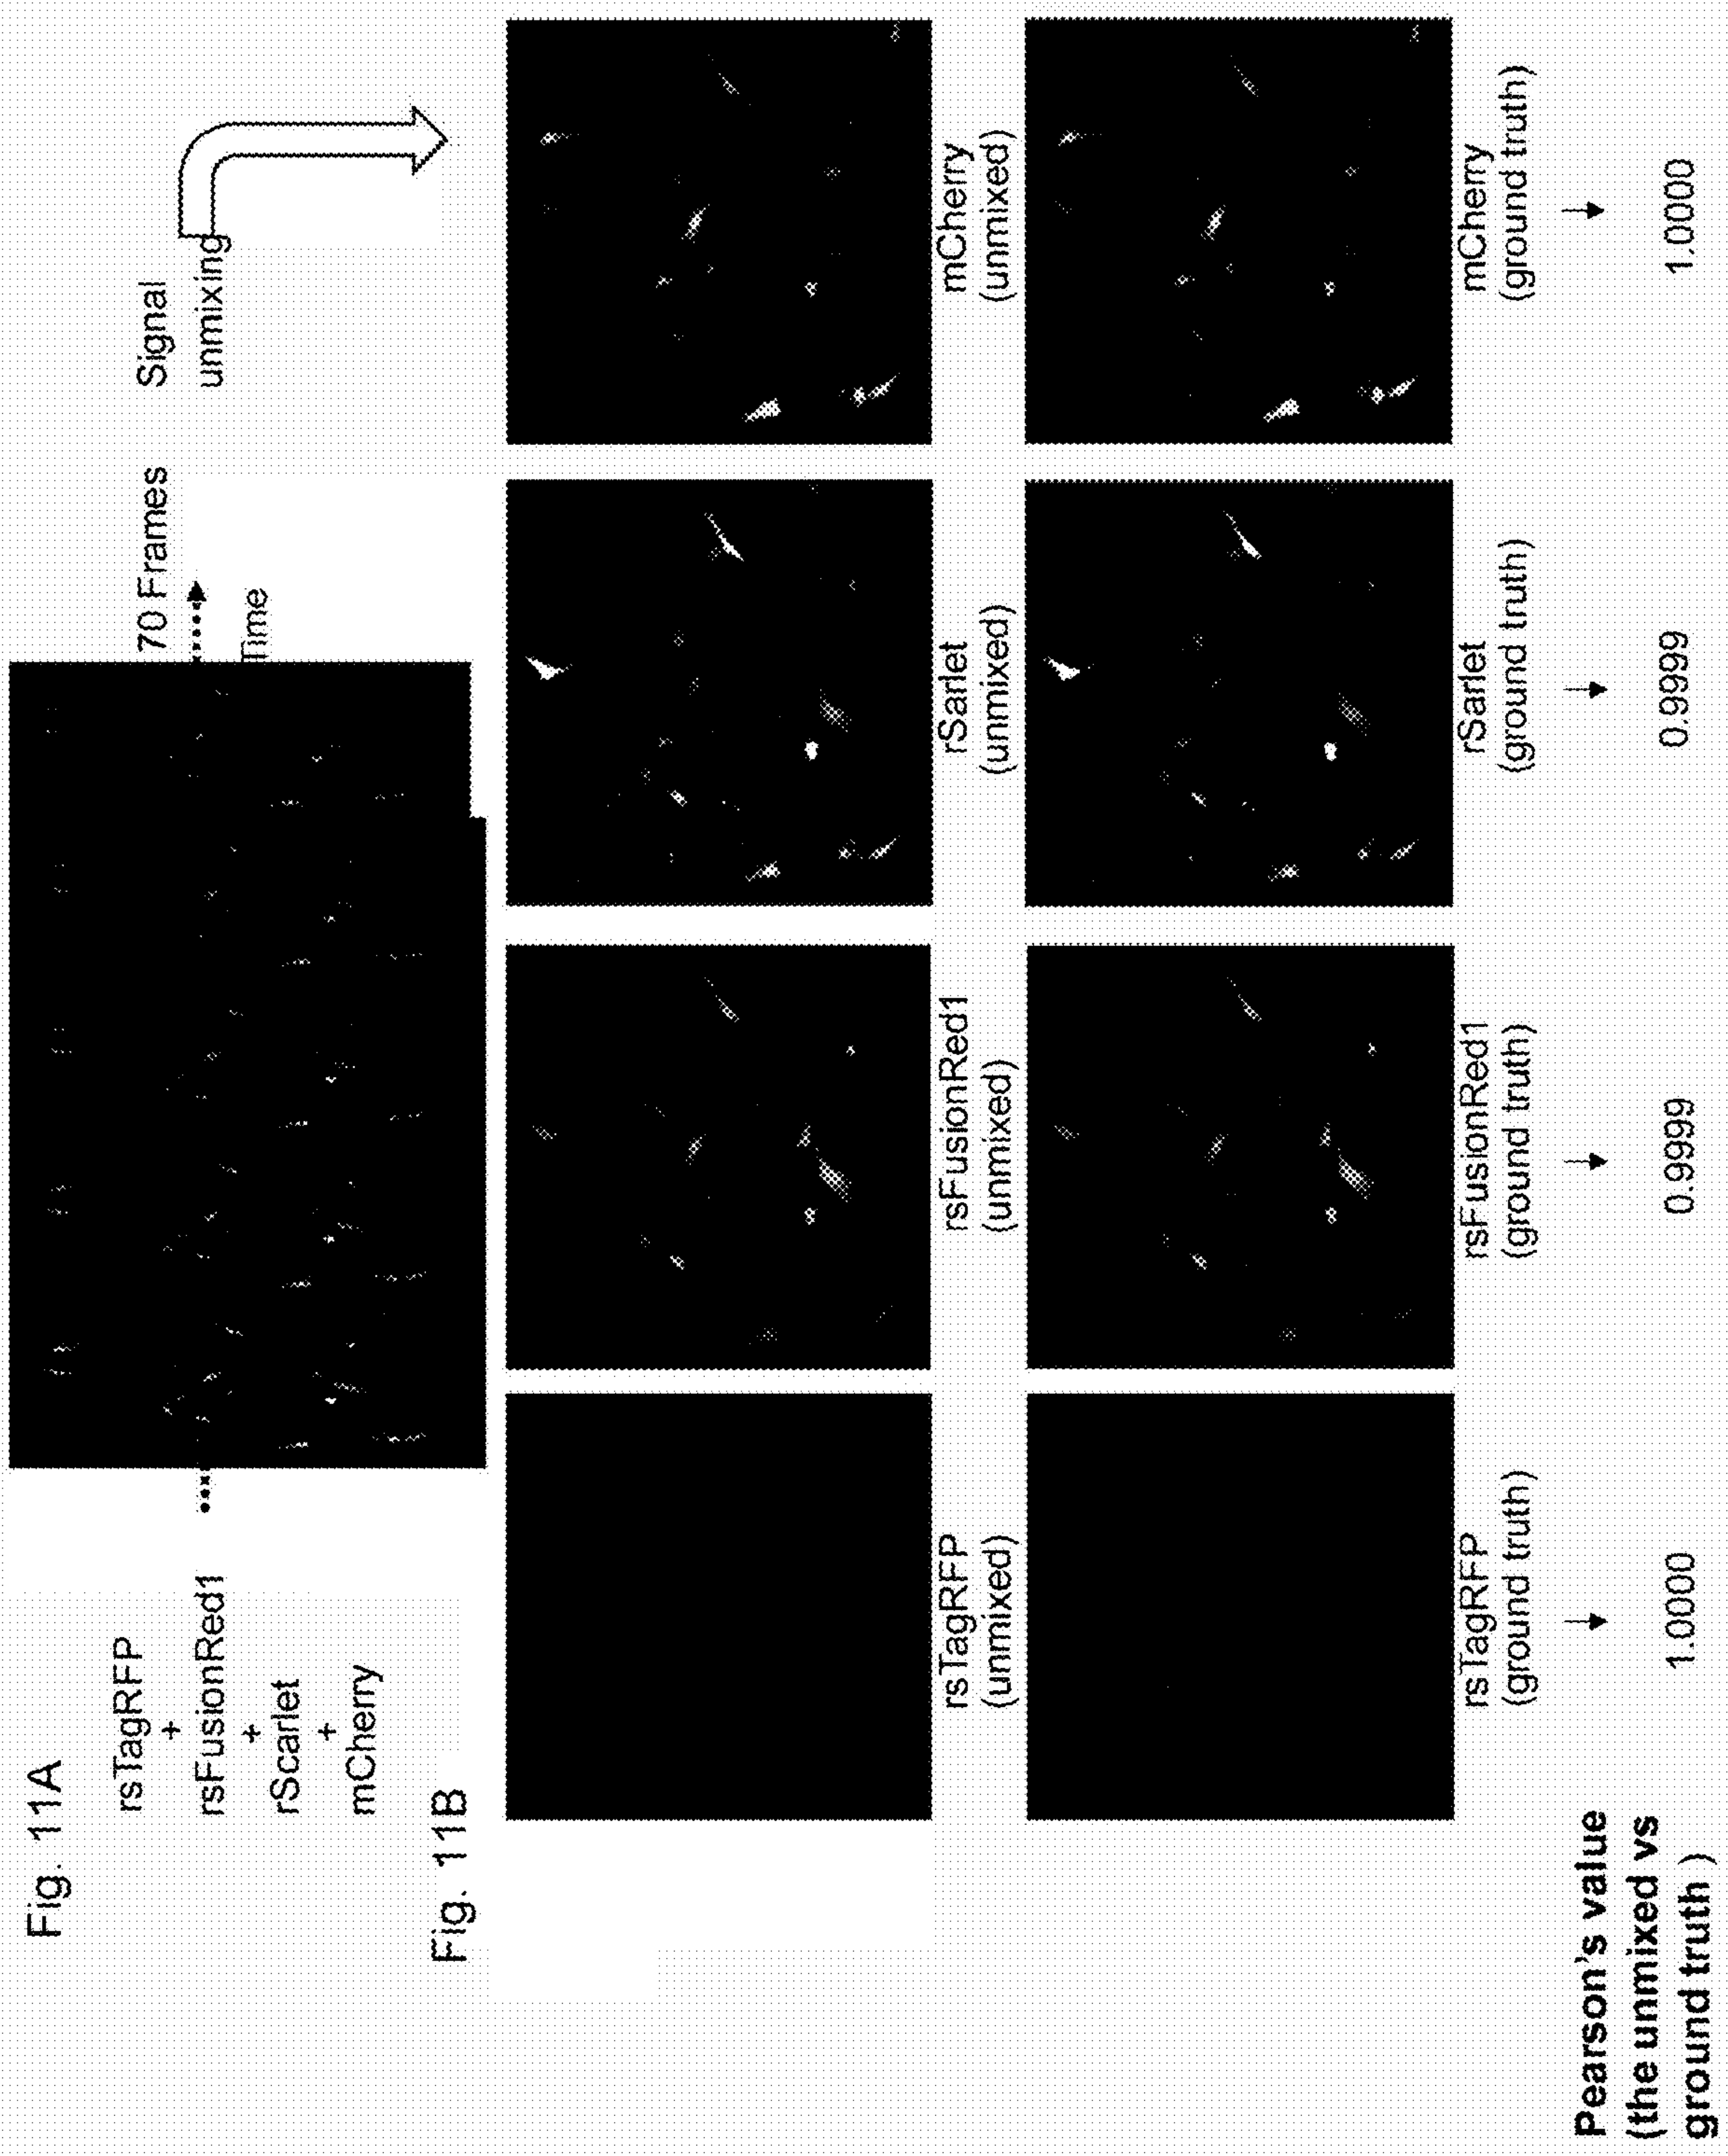 Fig. 11A
rsTagRFP
+
rsFusionRed1
+
rScarlet
+
mCherry
70 Frames
Time
Signal
unmixing
Fig. 11B
rsTagRFP
(unmixed)
rsFusionRed1
(unmixed)
rSarlet
(unmixed)
mCherry
(unmixed)
rsTagRFP
(ground truth)
rsFusionRed1
(ground truth)
rSarlet
(ground truth)
mCherry
(ground truth)
Pearson's value
(the unmixed vs
ground truth )
1.0000
0.9999
0.9999
1.0000